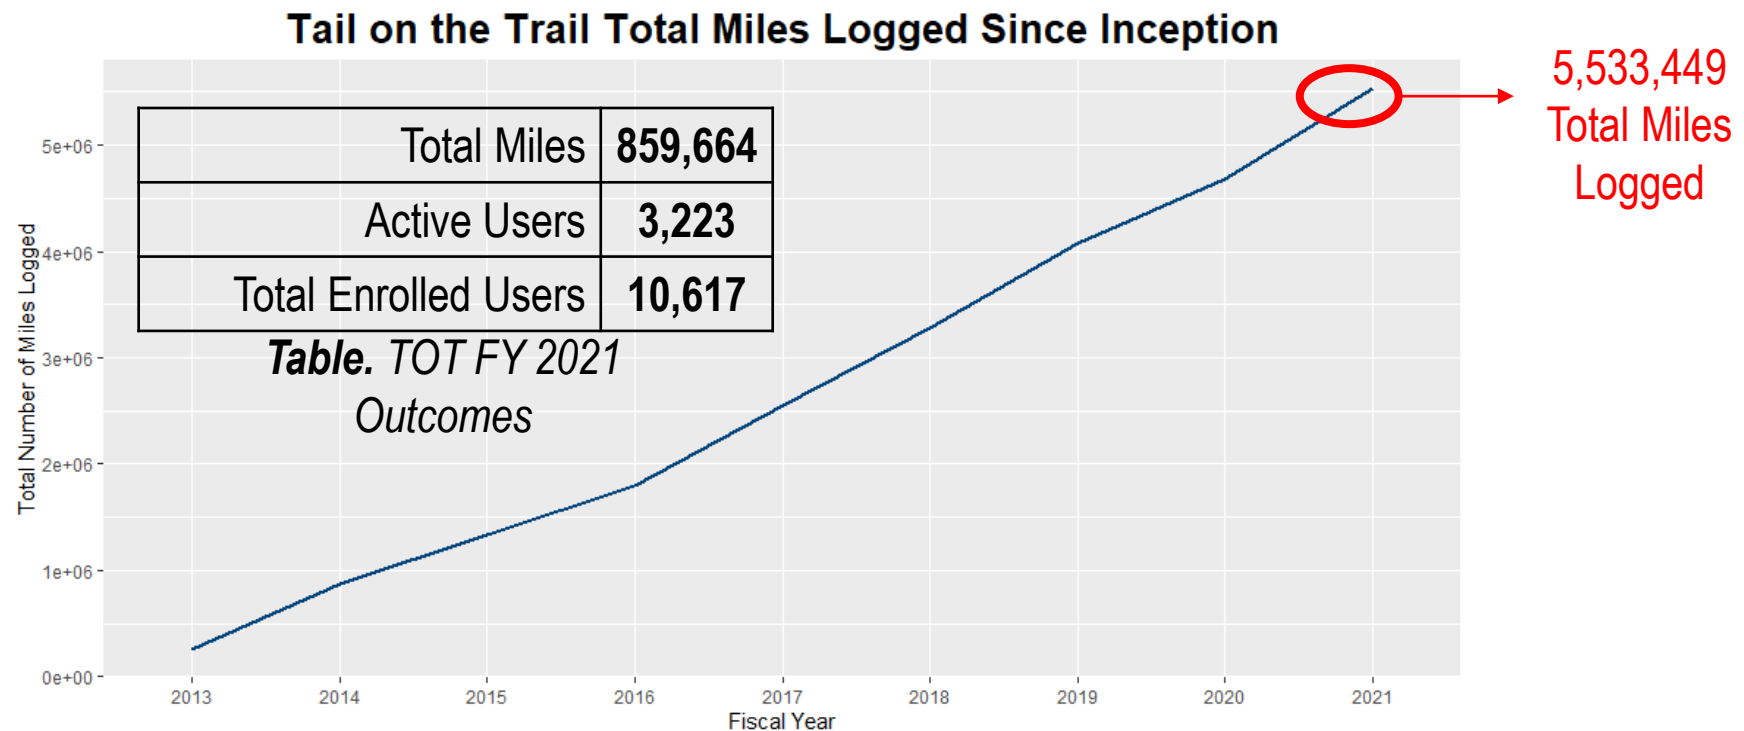 Tail on the Trail Total Miles Logged Since Inception
5,533,449
Total Miles
Logged
Total Miles 859,664
Active Users 3,223
Total Enrolled Users 10,617
Table. TOT FY 2021
Outcomes
Total Number of Miles Logged
5e+06
4e+06
3e+06
2e+06
1e+06
0e+00
2013 2014 2015 2016 2017 2018 2019 2020 2021
Fiscal Year